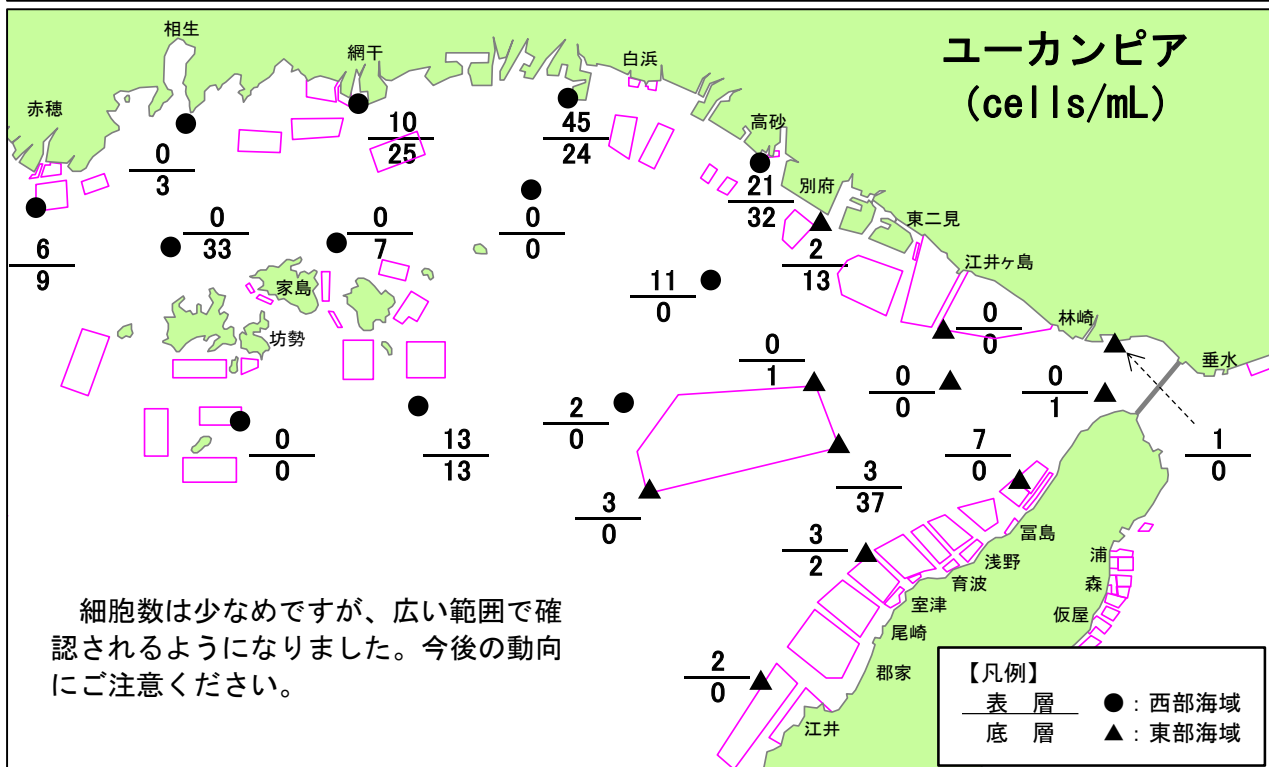 ユーカンピア
(cells/mL)
相生
網干
白浜
赤穂
高砂
別府
東二見
江井ヶ島
林崎
垂水
家島
坊勢
0
3
10
25
45
24
21
32
6
9
0
33
0
7
0
0
2
13
11
0
0
0
0
1
0
0
0
1
1
0
2
0
0
0
13
13
7
0
3
37
3
0
3
2
2
0
冨島
浅野
育波
室津
尾崎
郡家
江井
浦
森
仮屋
細胞数は少なめですが、広い範囲で確
認されるようになりました。今後の動向
にご注意ください。
【凡例】
表 層 ●：西部海域
底 層 ▲：東部海域